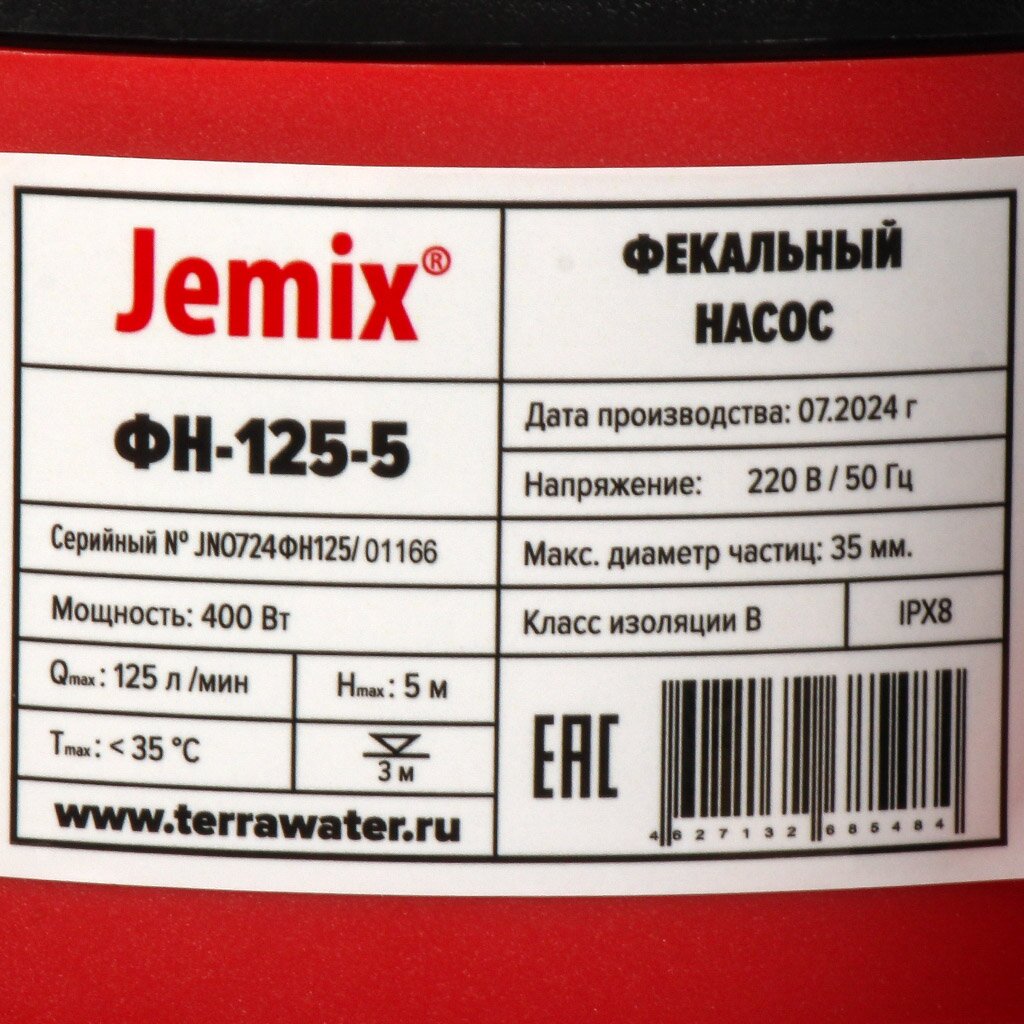 Jemix®
ФН-125-5
Серийный № JNO724ФН125/ 01166
Мощность: 400 Вт
Qmax: 125 л /мин
Hmax: 5 м
Tmax: < 35 °C
3 м
www.terrawater.ru
ФЕКАЛЬНЫЙ
НАСОС
Дата производства: 07.2024 г
Напряжение: 220 В / 50 Гц
Макс. диаметр частиц: 35 мм.
Класс изоляции В
IPX8
EAC
4 627132 685484